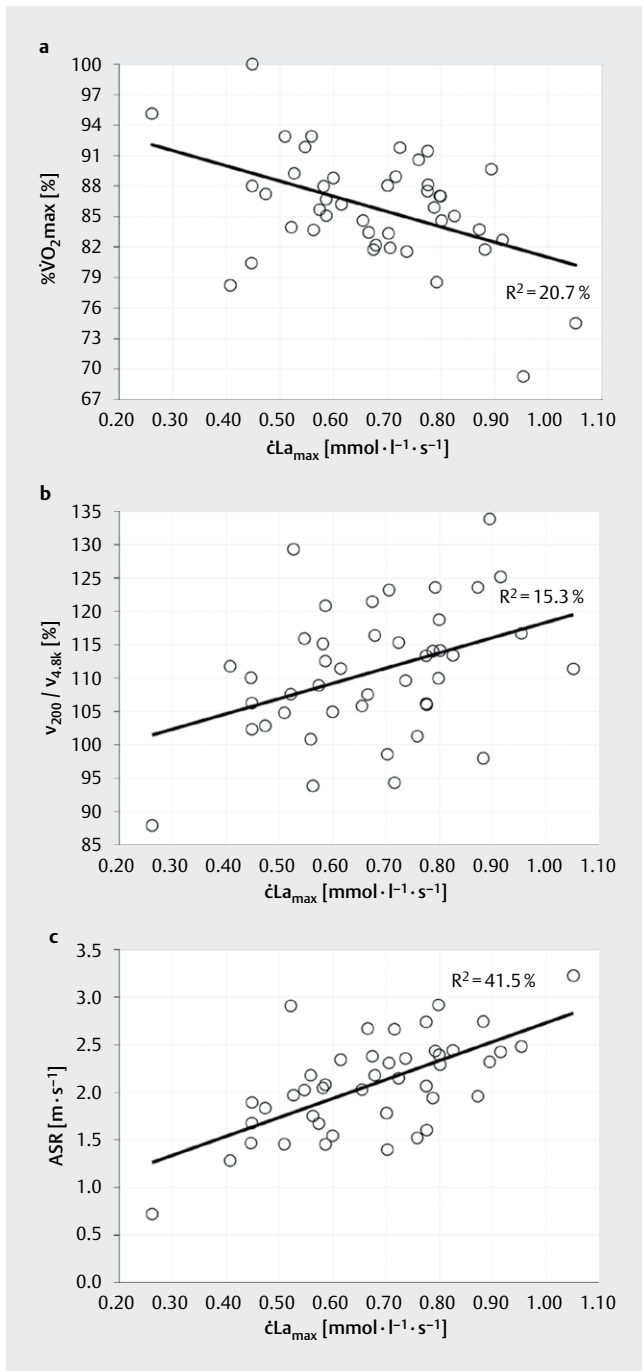 a
100
97
94
91
88
85
82
79
76
73
70
67
%V̇O₂max [%]
R² = 20.7 %
0.20 0.30 0.40 0.50 0.60 0.70 0.80 0.90 1.00 1.10
ċLaₘₐₓ [mmol · l⁻¹ · s⁻¹]
b
135
130
125
120
115
110
105
100
95
90
85
v₂₀₀ / v₄.₈ₖ [%]
R² = 15.3 %
0.20 0.30 0.40 0.50 0.60 0.70 0.80 0.90 1.00 1.10
ċLaₘₐₓ [mmol · l⁻¹ · s⁻¹]
c
3.5
3.0
2.5
2.0
1.5
1.0
0.5
0.0
ASR [m · s⁻¹]
R² = 41.5 %
0.20 0.30 0.40 0.50 0.60 0.70 0.80 0.90 1.00 1.10
ċLaₘₐₓ [mmol · l⁻¹ · s⁻¹]